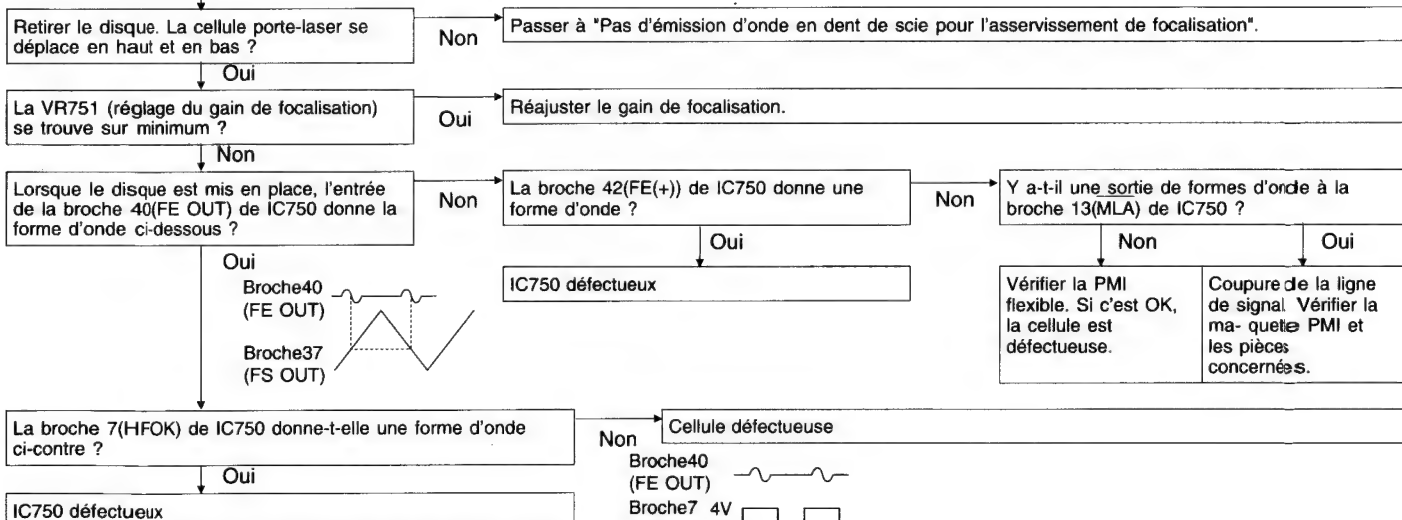 Retirer le disque. La cellule porte-laser se
déplace en haut et en bas ?
Non
Passer à "Pas d'émission d'onde en dent de scie pour l'asservissement de focalisation".
Oui
La VR751 (réglage du gain de focalisation)
se trouve sur minimum ?
Oui
Réajuster le gain de focalisation.
Non
Lorsque le disque est mis en place, l'entrée
de la broche 40(FE OUT) de IC750 donne la
forme d'onde ci-dessous ?
Non
La broche 42(FE(+)) de IC750 donne une
forme d'onde ?
Non
Y a-t-il une sortie de formes d'onde à la
broche 13(MLA) de IC750 ?
Oui
IC750 défectueux
Non
Oui
Vérifier la PMI
flexible. Si c'est OK,
la cellule est
défectueuse.
Coupure de la ligne
de signal. Vérifier la
ma- quette PMI et
les pièces
concernées.
Oui
Broche40
(FE OUT)
Broche37
(FS OUT)
La broche 7(HFOK) de IC750 donne-t-elle une forme d'onde
ci-contre ?
Non
Cellule défectueuse
Oui
Broche40
(FE OUT)
Broche7 4V
IC750 défectueux